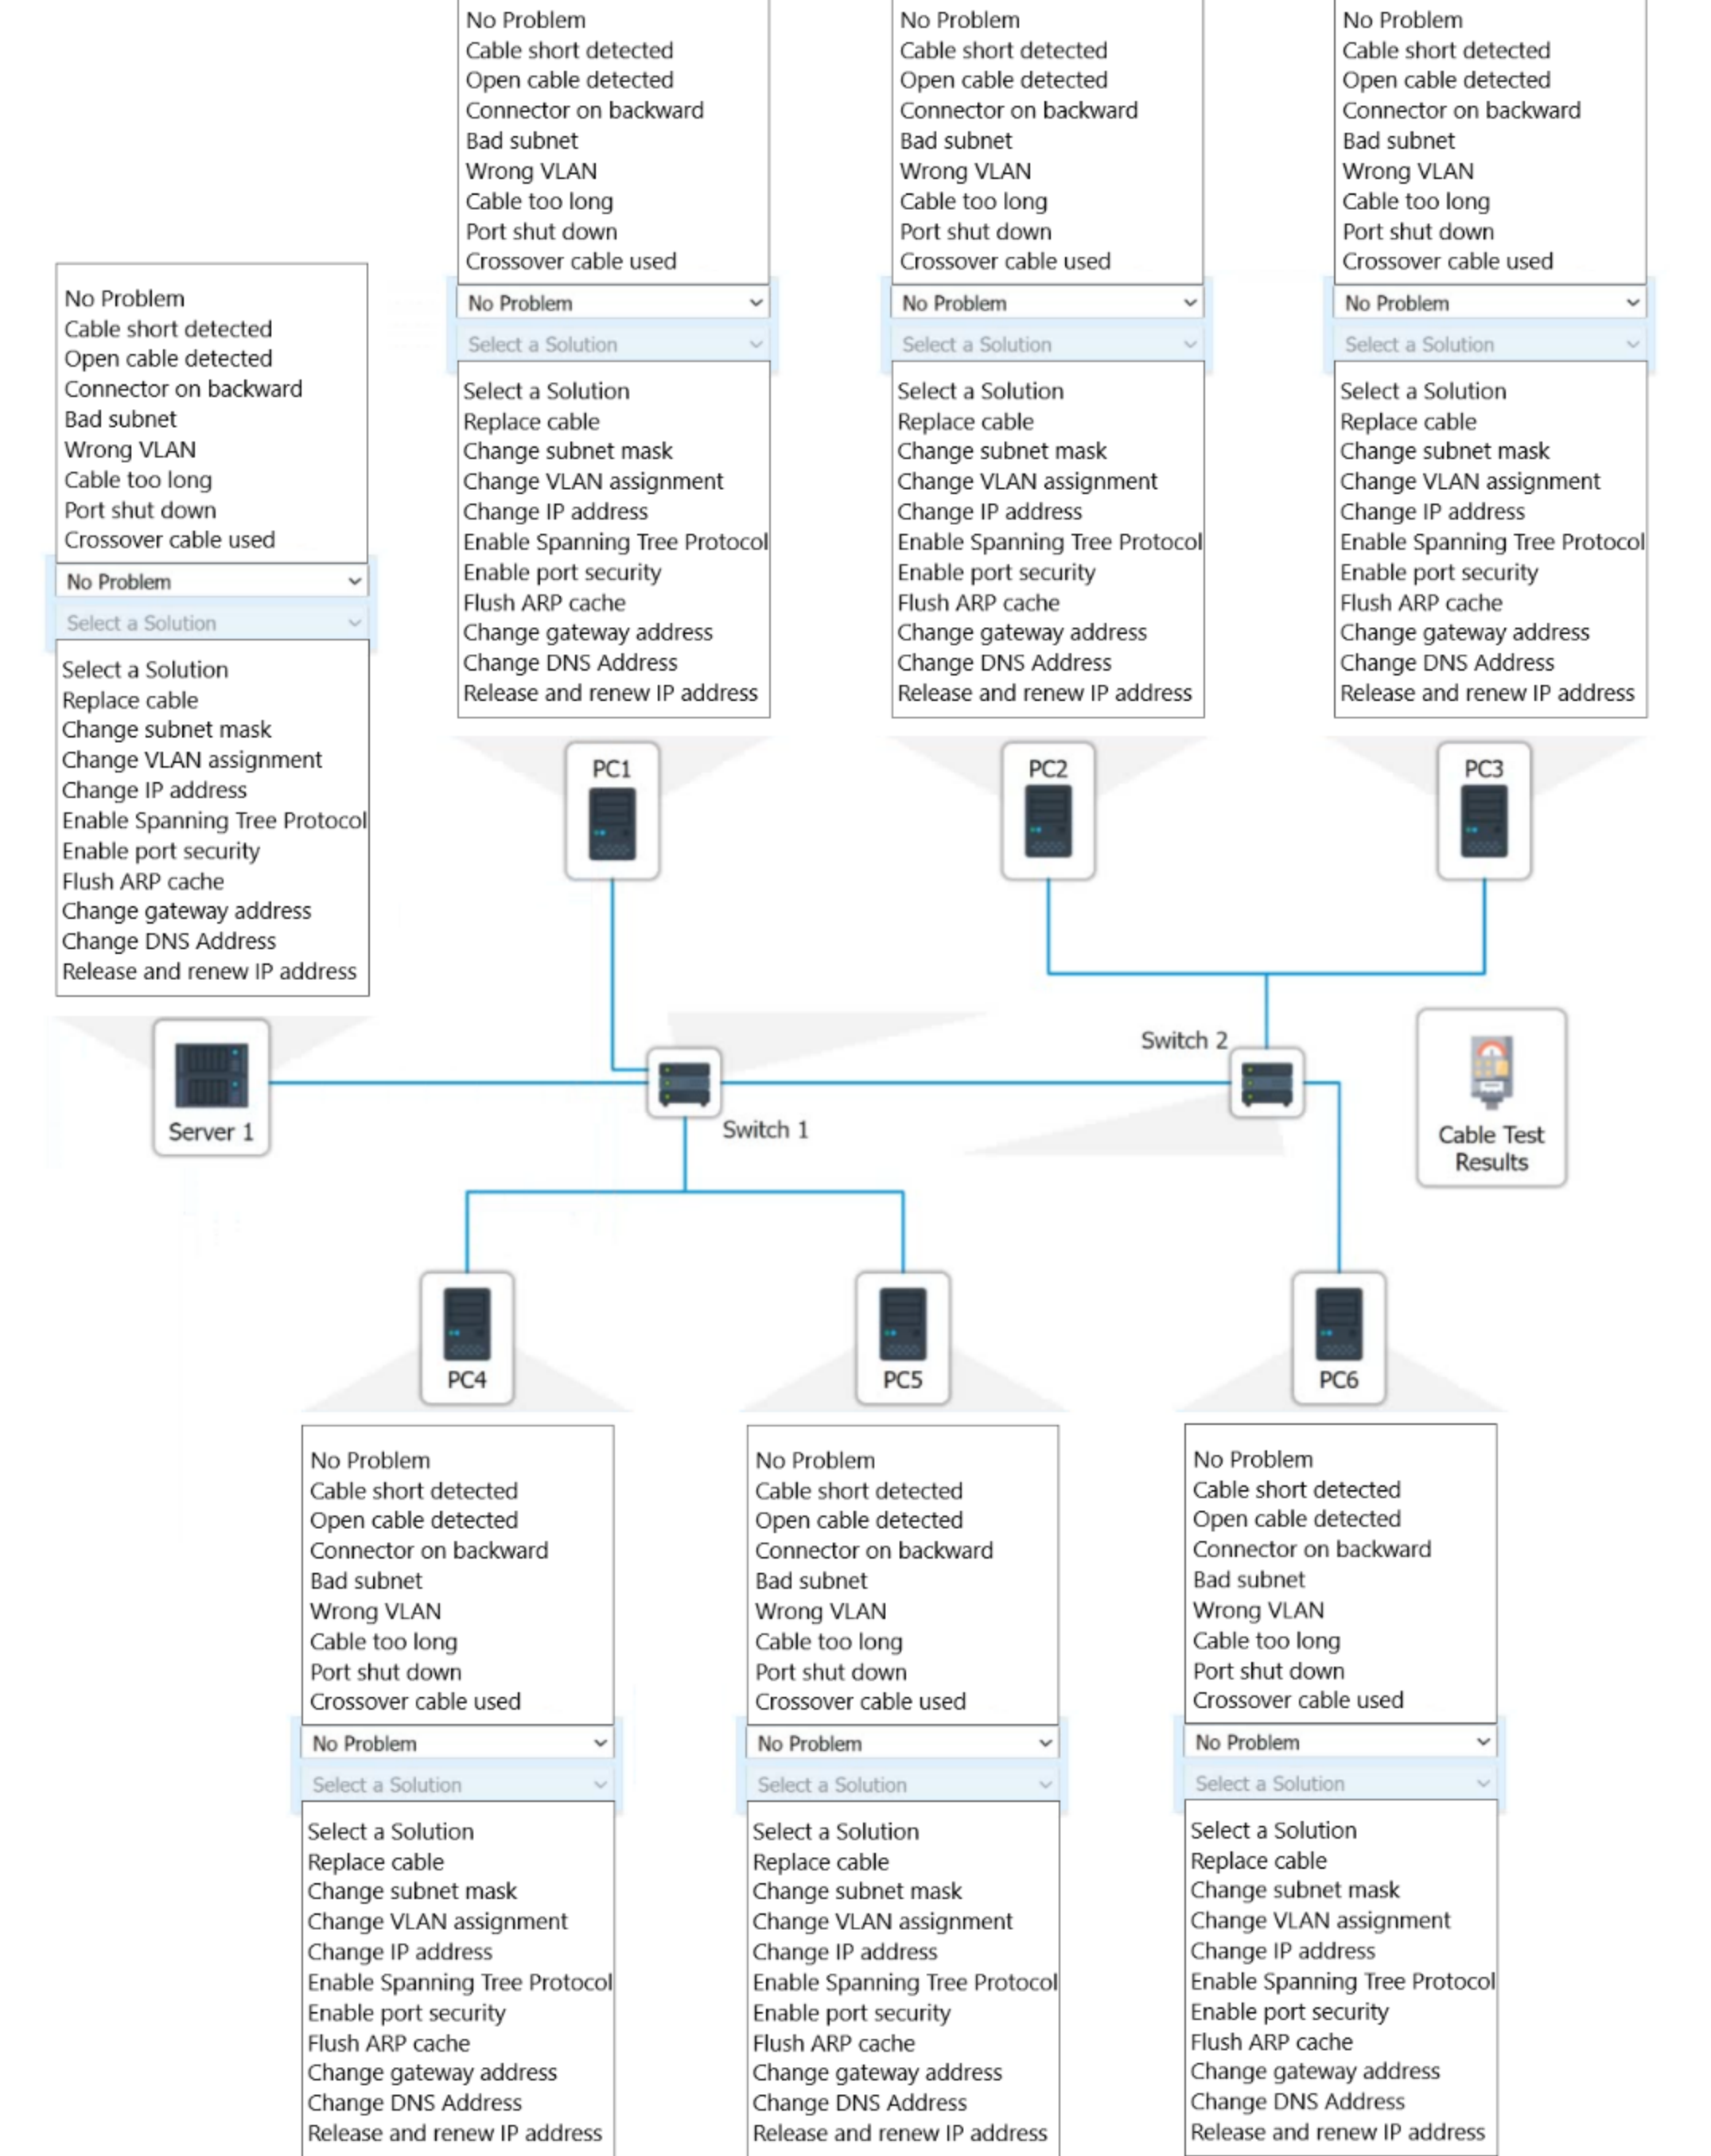 No Problem
Cable short detected
Open cable detected
Connector on backward
Bad subnet
Wrong VLAN
Cable too long
Port shut down
Crossover cable used
No Problem
Select a Solution
Select a Solution
Replace cable
Change subnet mask
Change VLAN assignment
Change IP address
Enable Spanning Tree Protocol
Enable port security
Flush ARP cache
Change gateway address
Change DNS Address
Release and renew IP address
PC1
No Problem
Cable short detected
Open cable detected
Connector on backward
Bad subnet
Wrong VLAN
Cable too long
Port shut down
Crossover cable used
No Problem
Select a Solution
Select a Solution
Replace cable
Change subnet mask
Change VLAN assignment
Change IP address
Enable Spanning Tree Protocol
Enable port security
Flush ARP cache
Change gateway address
Change DNS Address
Release and renew IP address
PC2
No Problem
Cable short detected
Open cable detected
Connector on backward
Bad subnet
Wrong VLAN
Cable too long
Port shut down
Crossover cable used
No Problem
Select a Solution
Select a Solution
Replace cable
Change subnet mask
Change VLAN assignment
Change IP address
Enable Spanning Tree Protocol
Enable port security
Flush ARP cache
Change gateway address
Change DNS Address
Release and renew IP address
PC3
No Problem
Cable short detected
Open cable detected
Connector on backward
Bad subnet
Wrong VLAN
Cable too long
Port shut down
Crossover cable used
No Problem
Select a Solution
Select a Solution
Replace cable
Change subnet mask
Change VLAN assignment
Change IP address
Enable Spanning Tree Protocol
Enable port security
Flush ARP cache
Change gateway address
Change DNS Address
Release and renew IP address
Server 1
Switch 1
Switch 2
Cable Test
Results
PC4
No Problem
Cable short detected
Open cable detected
Connector on backward
Bad subnet
Wrong VLAN
Cable too long
Port shut down
Crossover cable used
No Problem
Select a Solution
Select a Solution
Replace cable
Change subnet mask
Change VLAN assignment
Change IP address
Enable Spanning Tree Protocol
Enable port security
Flush ARP cache
Change gateway address
Change DNS Address
Release and renew IP address
PC5
No Problem
Cable short detected
Open cable detected
Connector on backward
Bad subnet
Wrong VLAN
Cable too long
Port shut down
Crossover cable used
No Problem
Select a Solution
Select a Solution
Replace cable
Change subnet mask
Change VLAN assignment
Change IP address
Enable Spanning Tree Protocol
Enable port security
Flush ARP cache
Change gateway address
Change DNS Address
Release and renew IP address
PC6
No Problem
Cable short detected
Open cable detected
Connector on backward
Bad subnet
Wrong VLAN
Cable too long
Port shut down
Crossover cable used
No Problem
Select a Solution
Select a Solution
Replace cable
Change subnet mask
Change VLAN assignment
Change IP address
Enable Spanning Tree Protocol
Enable port security
Flush ARP cache
Change gateway address
Change DNS Address
Release and renew IP address